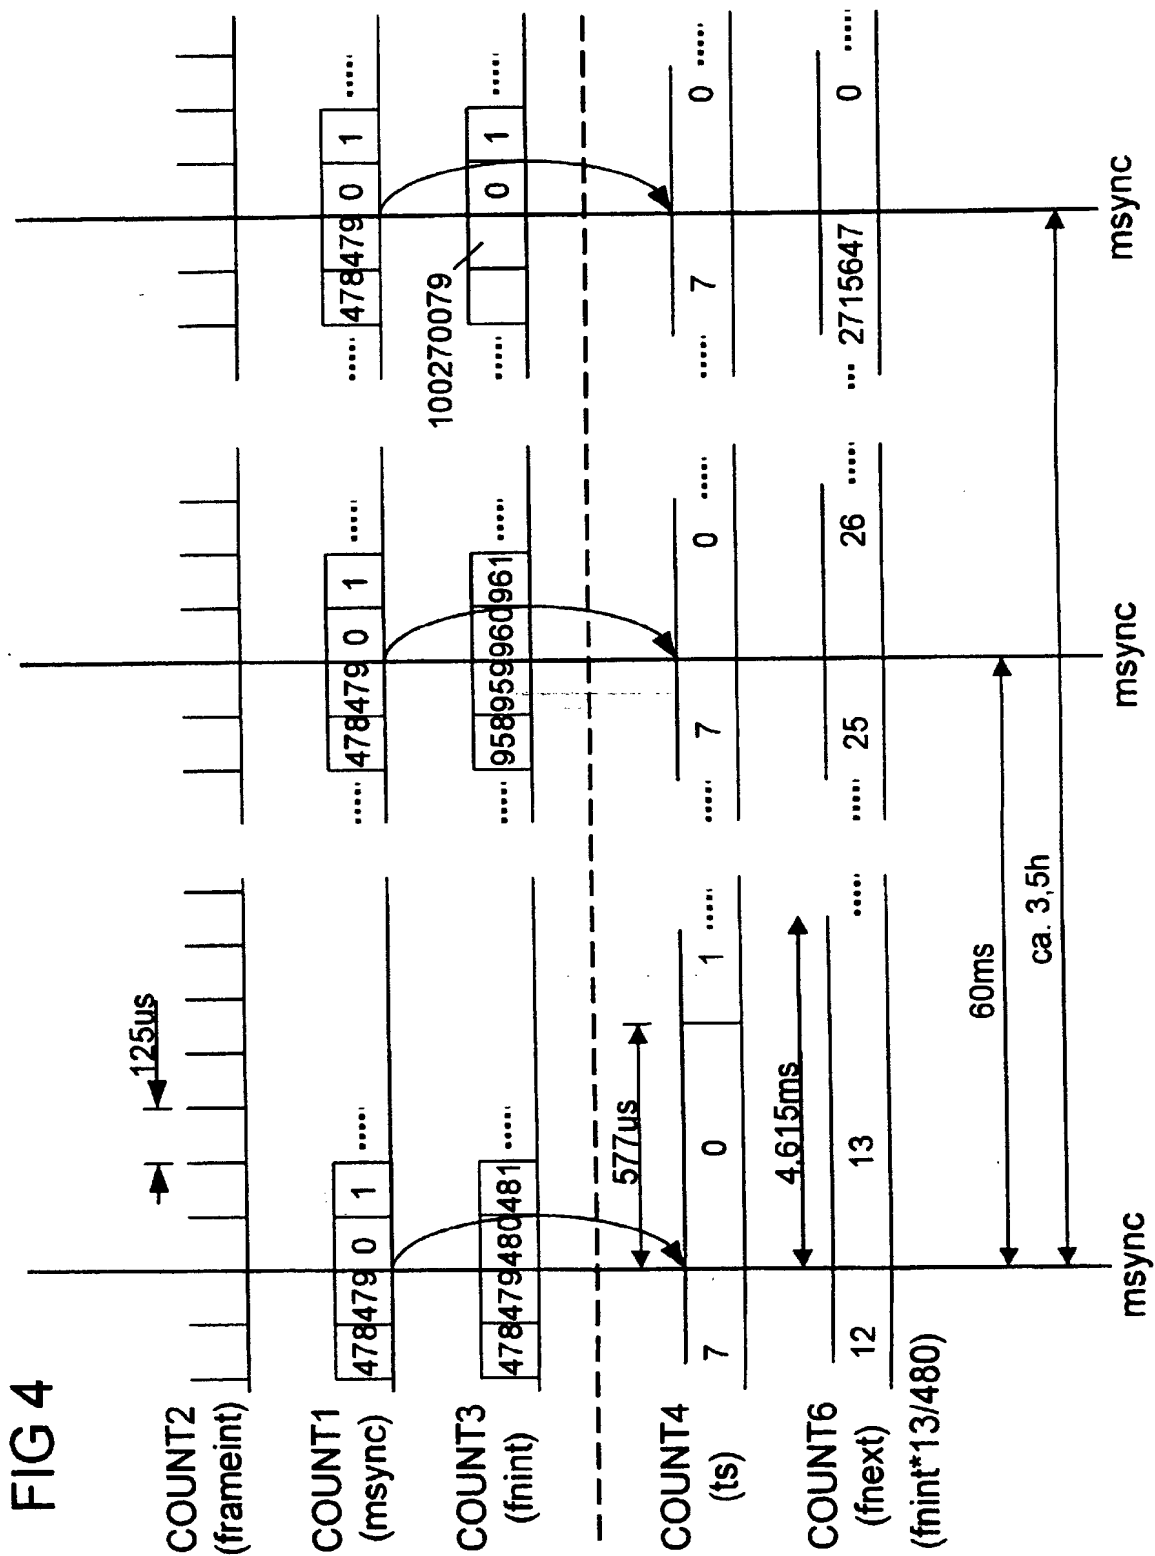 FIG 4
125us
COUNT2
(frameint)
COUNT1
(msync)
478 479 0 1 ..... ..... 478 479 0 1 ..... ..... 478 479 0 1 .....
COUNT3
(fnint)
478 479 480 481 ..... ..... 958 959 960 961 ..... ..... 0 1 .....
100270079
577us
COUNT4
(ts)
7 0 1 ..... ..... 7 0 ..... ..... 7 0 .....
4,615ms
COUNT6
(fnext)
(fnint*13/480)
12 13 ..... ..... 25 26 ..... ... 2715647 0 .....
60ms
ca. 3,5h
msync msync msync